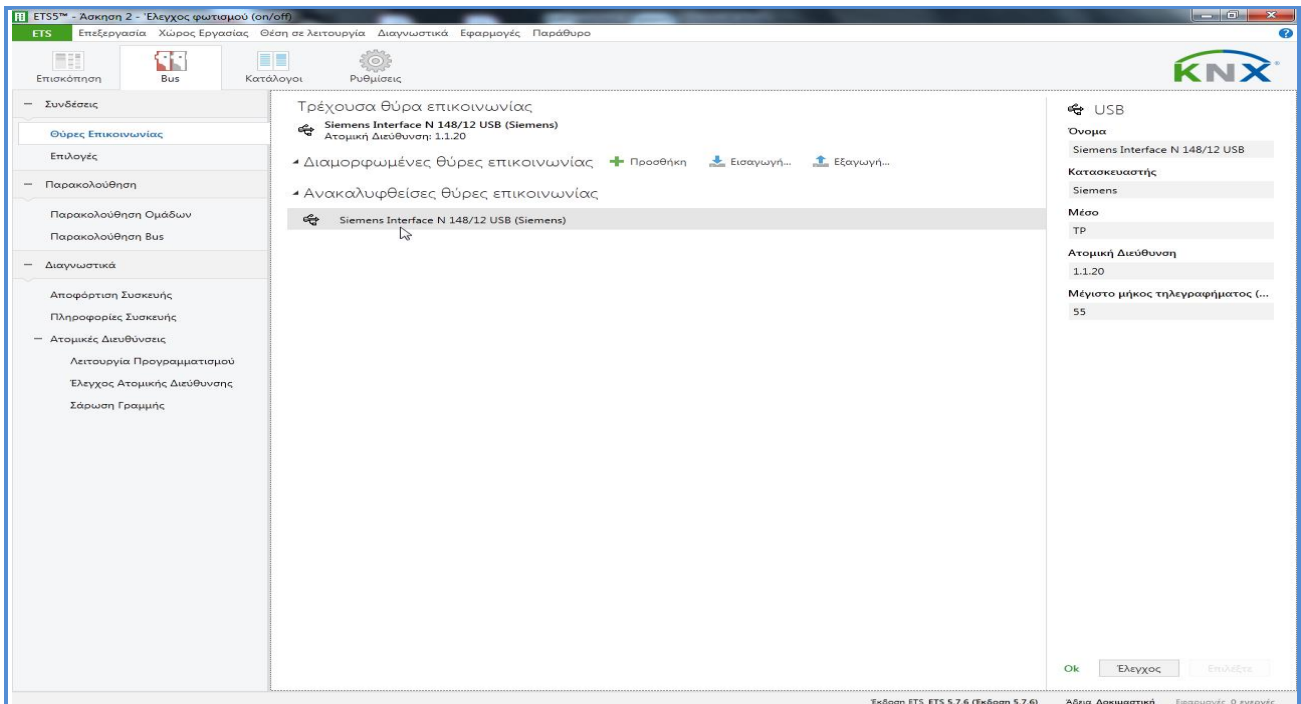 ETS5™ - Άσκηση 2 - Έλεγχος φωτισμού (on/off)
ETS Επεξεργασία Χώρος Εργασίας Θέση σε λειτουργία Διαγνωστικά Εφαρμογές Παράθυρο
Επισκόπηση Bus Κατάλογοι Ρυθμίσεις
KNX
Συνδέσεις
Θύρες Επικοινωνίας
Επιλογές
Παρακολούθηση
Παρακολούθηση Ομάδων
Παρακολούθηση Bus
Διαγνωστικά
Αποφόρτιση Συσκευής
Πληροφορίες Συσκευής
Ατομικές Διευθύνσεις
Λειτουργία Προγραμματισμού
Έλεγχος Ατομικής Διεύθυνσης
Σάρωση Γραμμής
Τρέχουσα θύρα επικοινωνίας
Siemens Interface N 148/12 USB (Siemens)
Ατομική Διεύθυνση: 1.1.20
Διαμορφωμένες θύρες επικοινωνίας Προσθήκη Εισαγωγή... Εξαγωγή...
Ανακαλυφθείσες θύρες επικοινωνίας
Siemens Interface N 148/12 USB (Siemens)
USB
Όνομα
Siemens Interface N 148/12 USB
Κατασκευαστής
Siemens
Μέσο
TP
Ατομική Διεύθυνση
1.1.20
Μέγιστο μήκος τηλεγραφήματος (...
55
Ok Έλεγχος Επιλέξτε
Έκδοση ETS ETS 5.7.6 (Έκδοση 5.7.6) Άδεια Δοκιμαστική Εφαρμογές 0 ενεργές